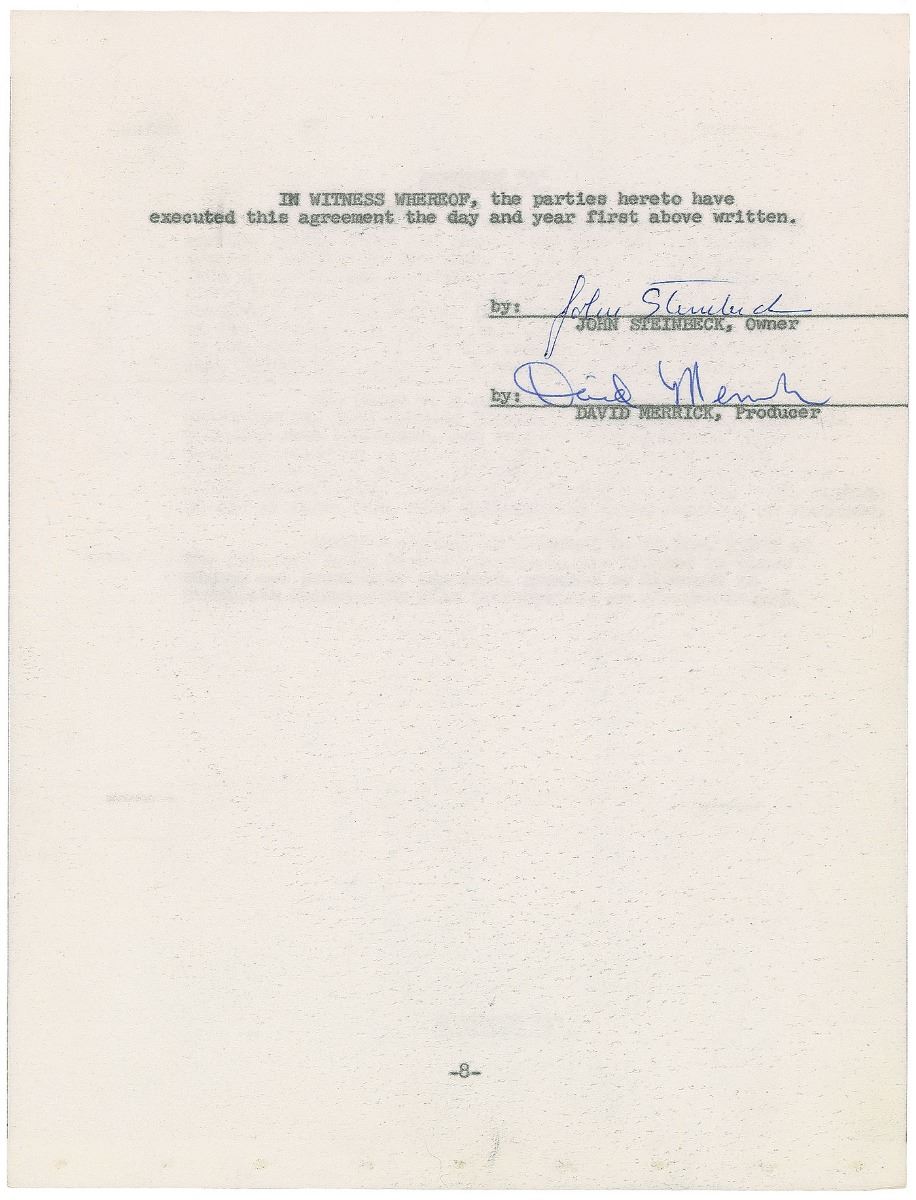 IN WITNESS WHEREOF, the parties hereto have
executed this agreement the day and year first above written.
by: John Steinbeck
JOHN STEINBECK, Owner
by: David Merrick
DAVID MERRICK, Producer
-8-